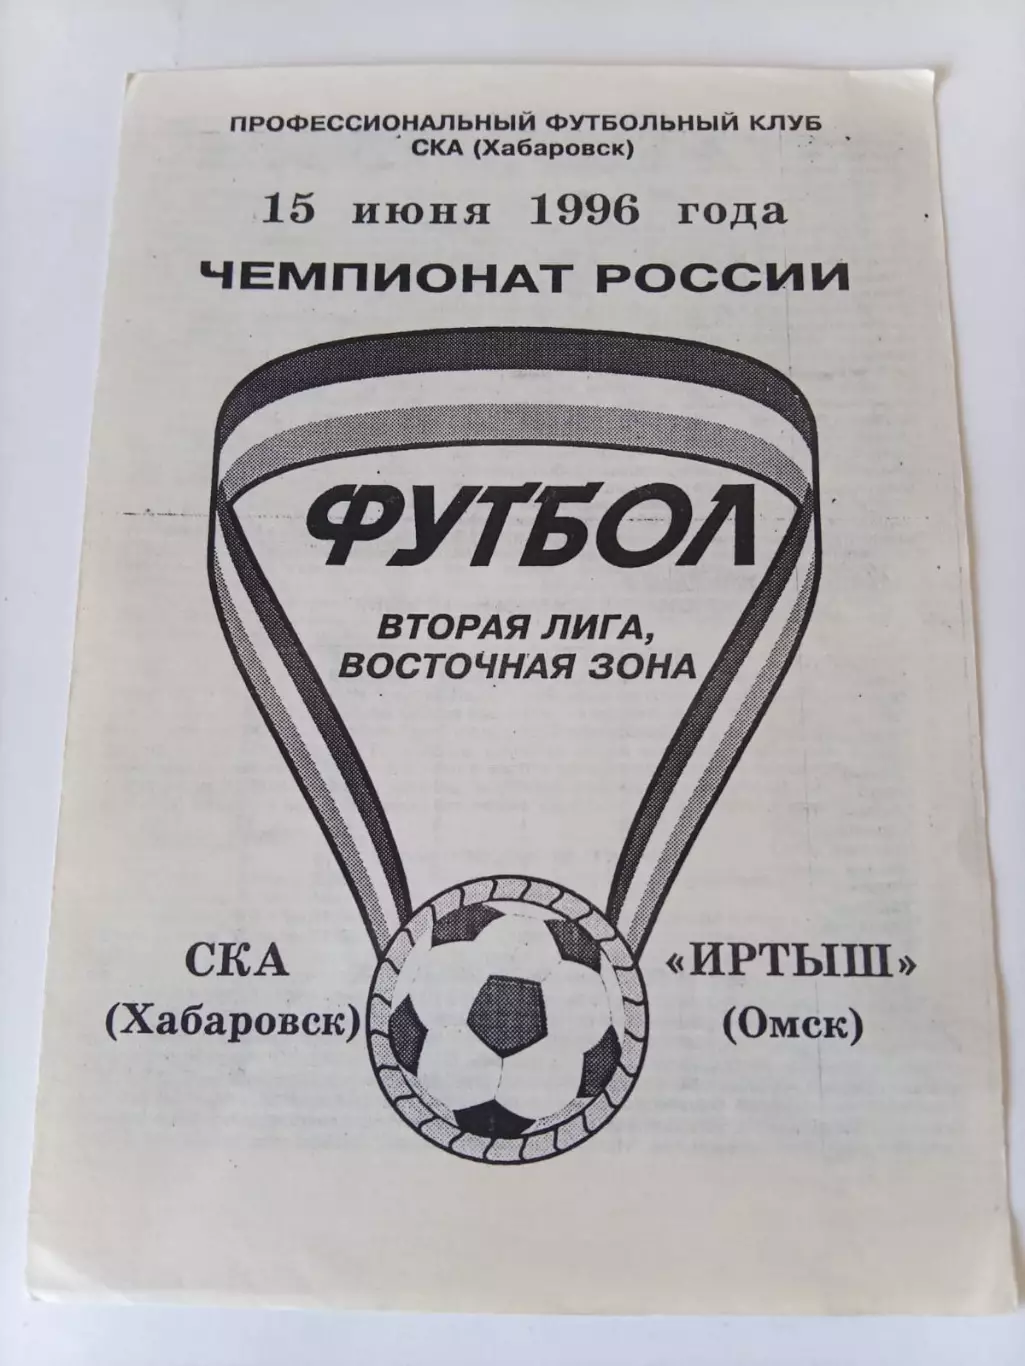 ПРОФЕССИОНАЛЬНЫЙ ФУТБОЛЬНЫЙ КЛУБ
СКА (Хабаровск)
15 июня 1996 года
ЧЕМПИОНАТ РОССИИ
ФУТБОЛ
ВТОРАЯ ЛИГА,
ВОСТОЧНАЯ ЗОНА
СКА
(Хабаровск)
«ИРТЫШ»
(Омск)